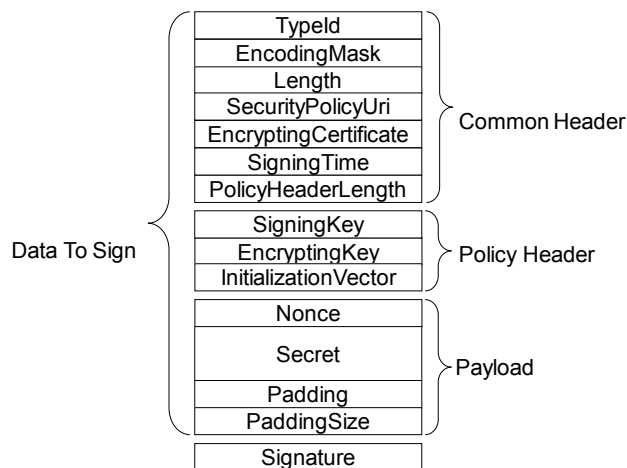 TypeId
EncodingMask
Length
SecurityPolicyUri
EncryptingCertificate
SigningTime
PolicyHeaderLength
Common Header
SigningKey
EncryptingKey
InitializationVector
Policy Header
Data To Sign
Nonce
Secret
Padding
PaddingSize
Payload
Signature